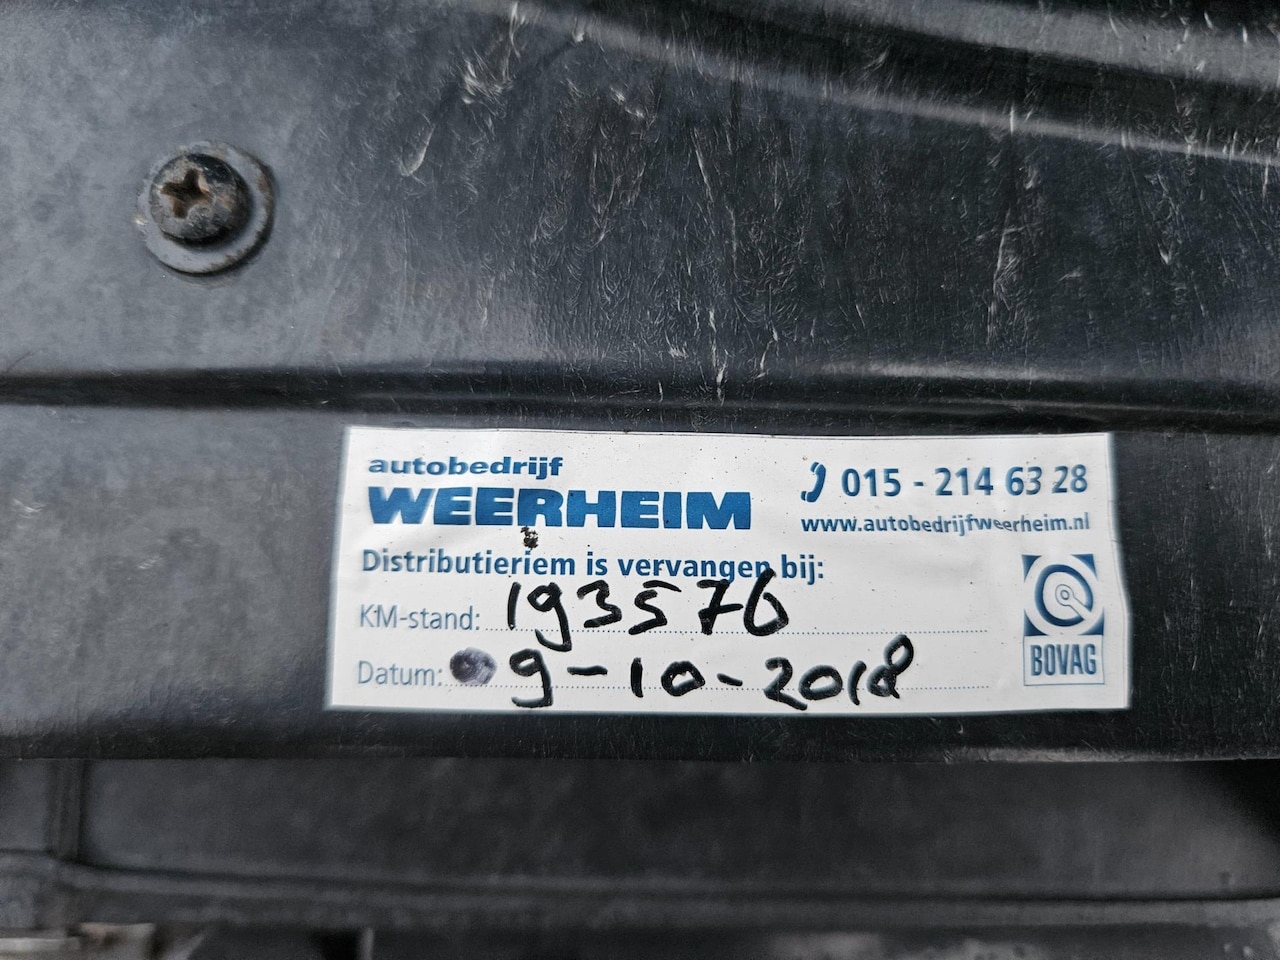 autobedrijf
WEERHEIM
015 - 214 63 28
www.autobedrijfweerheim.nl
Distributieriem is vervangen bij:
KM-stand: 193576
Datum: 9-10-2018
BOVAG